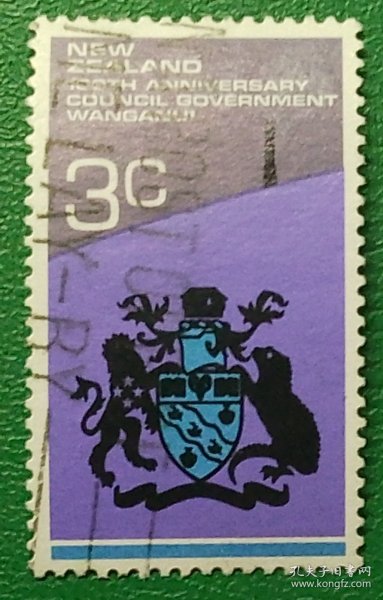 NEW
ZEALAND
100TH ANNIVERSARY
COUNCIL GOVERNMENT
WANGANUI
3C
孔夫子旧书网
www.kongfz.com